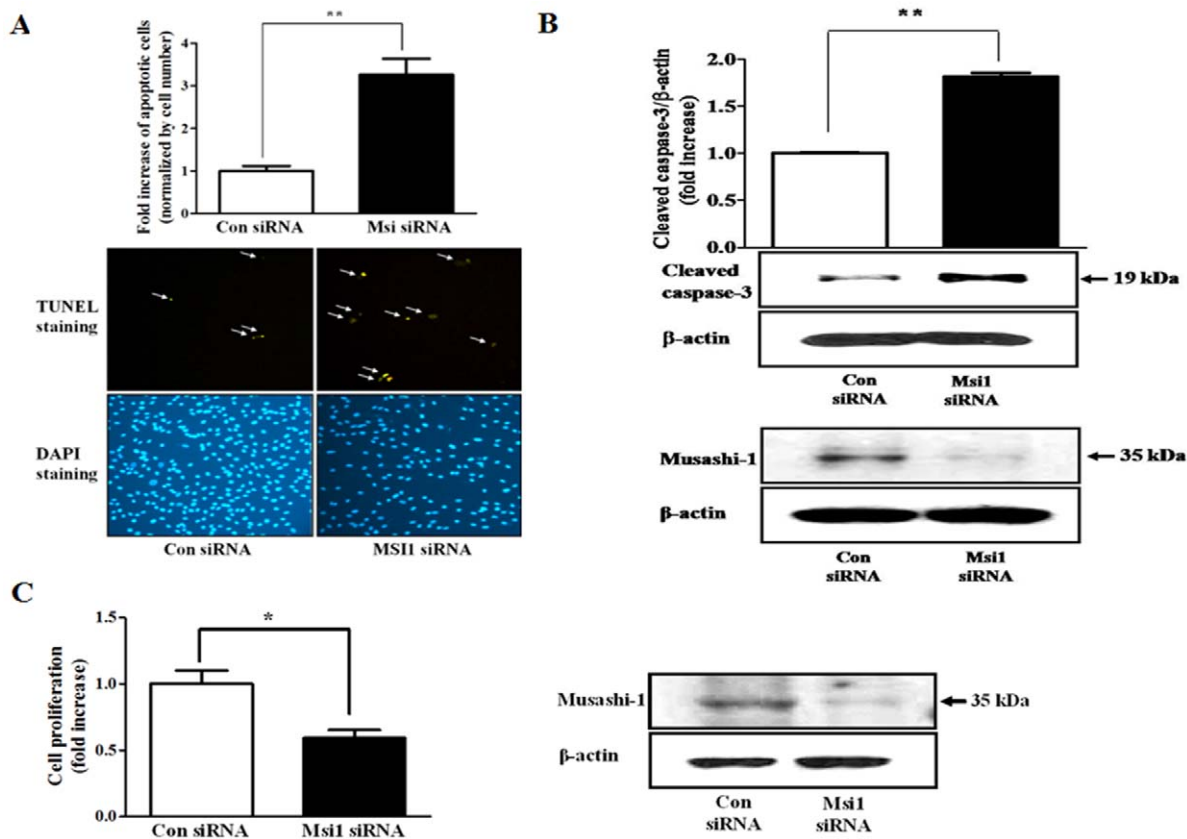 A
**
Fold increase of apoptotic cells
(normalized by cell number)
4
3
2
1
0
Con siRNA Msi siRNA
TUNEL
staining
DAPI
staining
Con siRNA MSI1 siRNA
B
**
Cleaved caspase-3/β-actin
(fold increase)
2.0
1.5
1.0
0.5
0.0
Cleaved
caspase-3
19 kDa
β-actin
Con
siRNA
Msi1
siRNA
Musashi-1
35 kDa
β-actin
Con
siRNA
Msi1
siRNA
C
*
Cell proliferation
(fold increase)
1.5
1.0
0.5
0.0
Con siRNA Msi1 siRNA
Musashi-1
35 kDa
β-actin
Con
siRNA
Msi1
siRNA